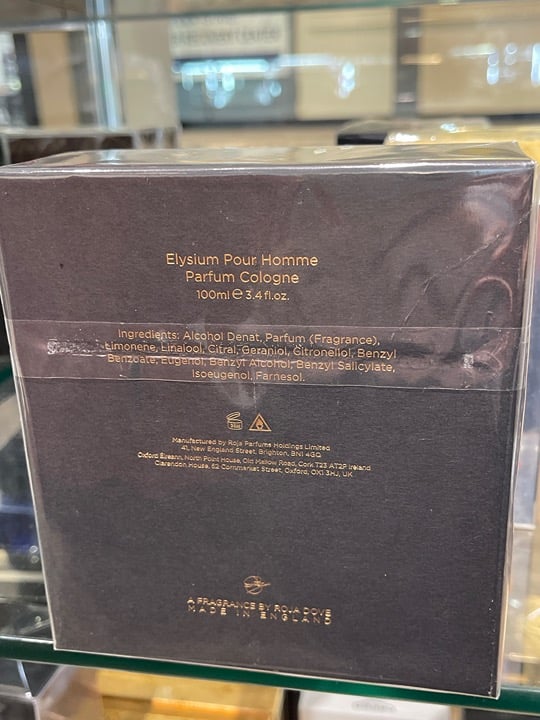 Elysium Pour Homme
Parfum Cologne
100ml ℮ 3.4 fl.oz.
Ingredients: Alcohol Denat, Parfum (Fragrance),
Limonene, Linalool, Citral, Geraniol, Citronellol, Benzyl
Benzoate, Eugenol, Benzyl Alcohol, Benzyl Salicylate,
Isoeugenol, Farnesol.
Manufactured by Roja Parfums Holdings Limited
41, New England Street, Brighton, BN1 4GQ
Oxford Éireann, North Point House, Old Mallow Road, Cork T23 AT2P, Ireland
Clarendon House, 52 Cornmarket Street, Oxford, OX1 3HJ, UK
A FRAGRANCE BY ROJA DOVE
MADE IN ENGLAND